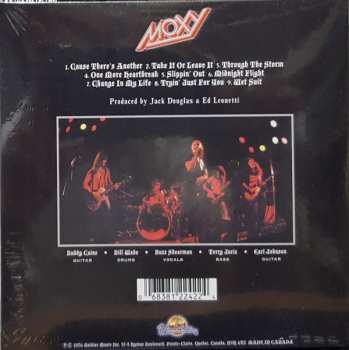 MOXY
1. Cause There's Another 2. Take It Or Leave It 3. Through The Storm
4. One More Heartbreak 5. Slippin' Out 6. Midnight Flight
7. Change In My Life 8. Tryin' Just For You 9. Wet Suit
Produced by Jack Douglas & Ed Leonetti
Buddy Caine • Bill Wade • Buzz Shearman • Terry Juric • Earl Johnson
GUITAR DRUMS VOCALS BASS GUITAR
68381 22422
MADE IN CANADA